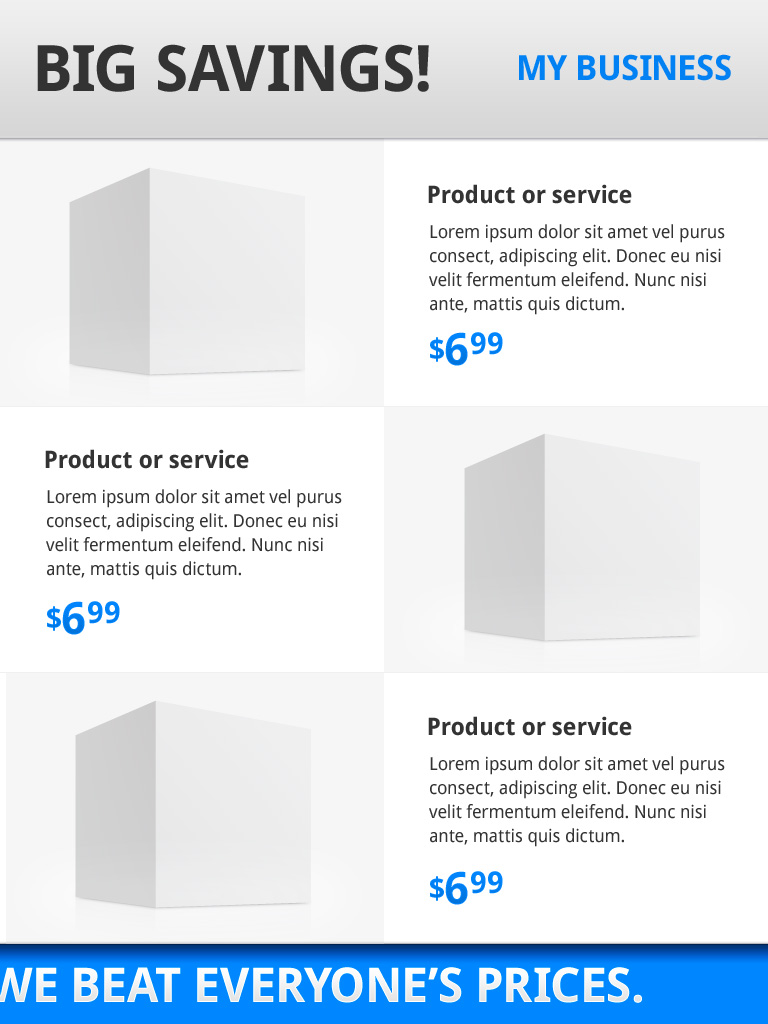 BIG SAVINGS!
MY BUSINESS
Product or service
Lorem ipsum dolor sit amet vel purus
consect, adipiscing elit. Donec eu nisi
velit fermentum eleifend. Nunc nisi
ante, mattis quis dictum.
$6 99
Product or service
Lorem ipsum dolor sit amet vel purus
consect, adipiscing elit. Donec eu nisi
velit fermentum eleifend. Nunc nisi
ante, mattis quis dictum.
$6 99
Product or service
Lorem ipsum dolor sit amet vel purus
consect, adipiscing elit. Donec eu nisi
velit fermentum eleifend. Nunc nisi
ante, mattis quis dictum.
$6 99
WE BEAT EVERYONE’S PRICES.